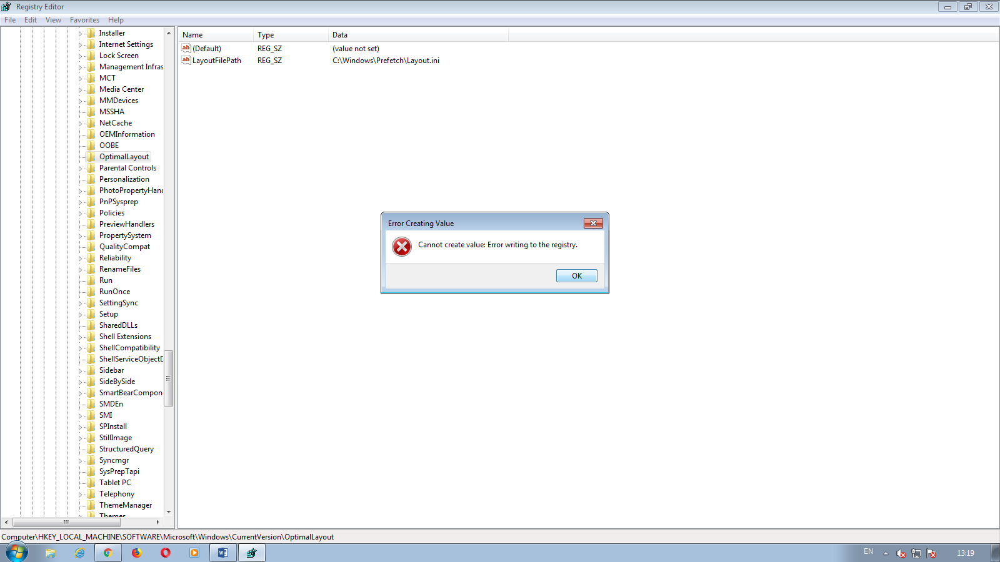 Registry Editor
File Edit View Favorites Help
Installer
Internet Settings
Lock Screen
Management Infras
MCT
Media Center
MMDevices
MSSHA
NetCache
OEMInformation
OOBE
OptimalLayout
Parental Controls
Personalization
PhotoPropertyHand
PnPSysprep
Policies
PreviewHandlers
PropertySystem
QualityCompat
Reliability
RenameFiles
Run
RunOnce
SettingSync
Setup
SharedDLLs
Shell Extensions
ShellCompatibility
ShellServiceObjectD
Sidebar
SideBySide
SmartBearCompon
SMDEn
SMI
SPInstall
StillImage
StructuredQuery
Syncmgr
SysPrepTapi
Tablet PC
Telephony
ThemeManager
Themes
Name Type Data
ab (Default) REG_SZ (value not set)
ab LayoutFilePath REG_SZ C:\Windows\Prefetch\Layout.ini
Error Creating Value
Cannot create value: Error writing to the registry.
OK
Computer\HKEY_LOCAL_MACHINE\SOFTWARE\Microsoft\Windows\CurrentVersion\OptimalLayout
EN 13:19